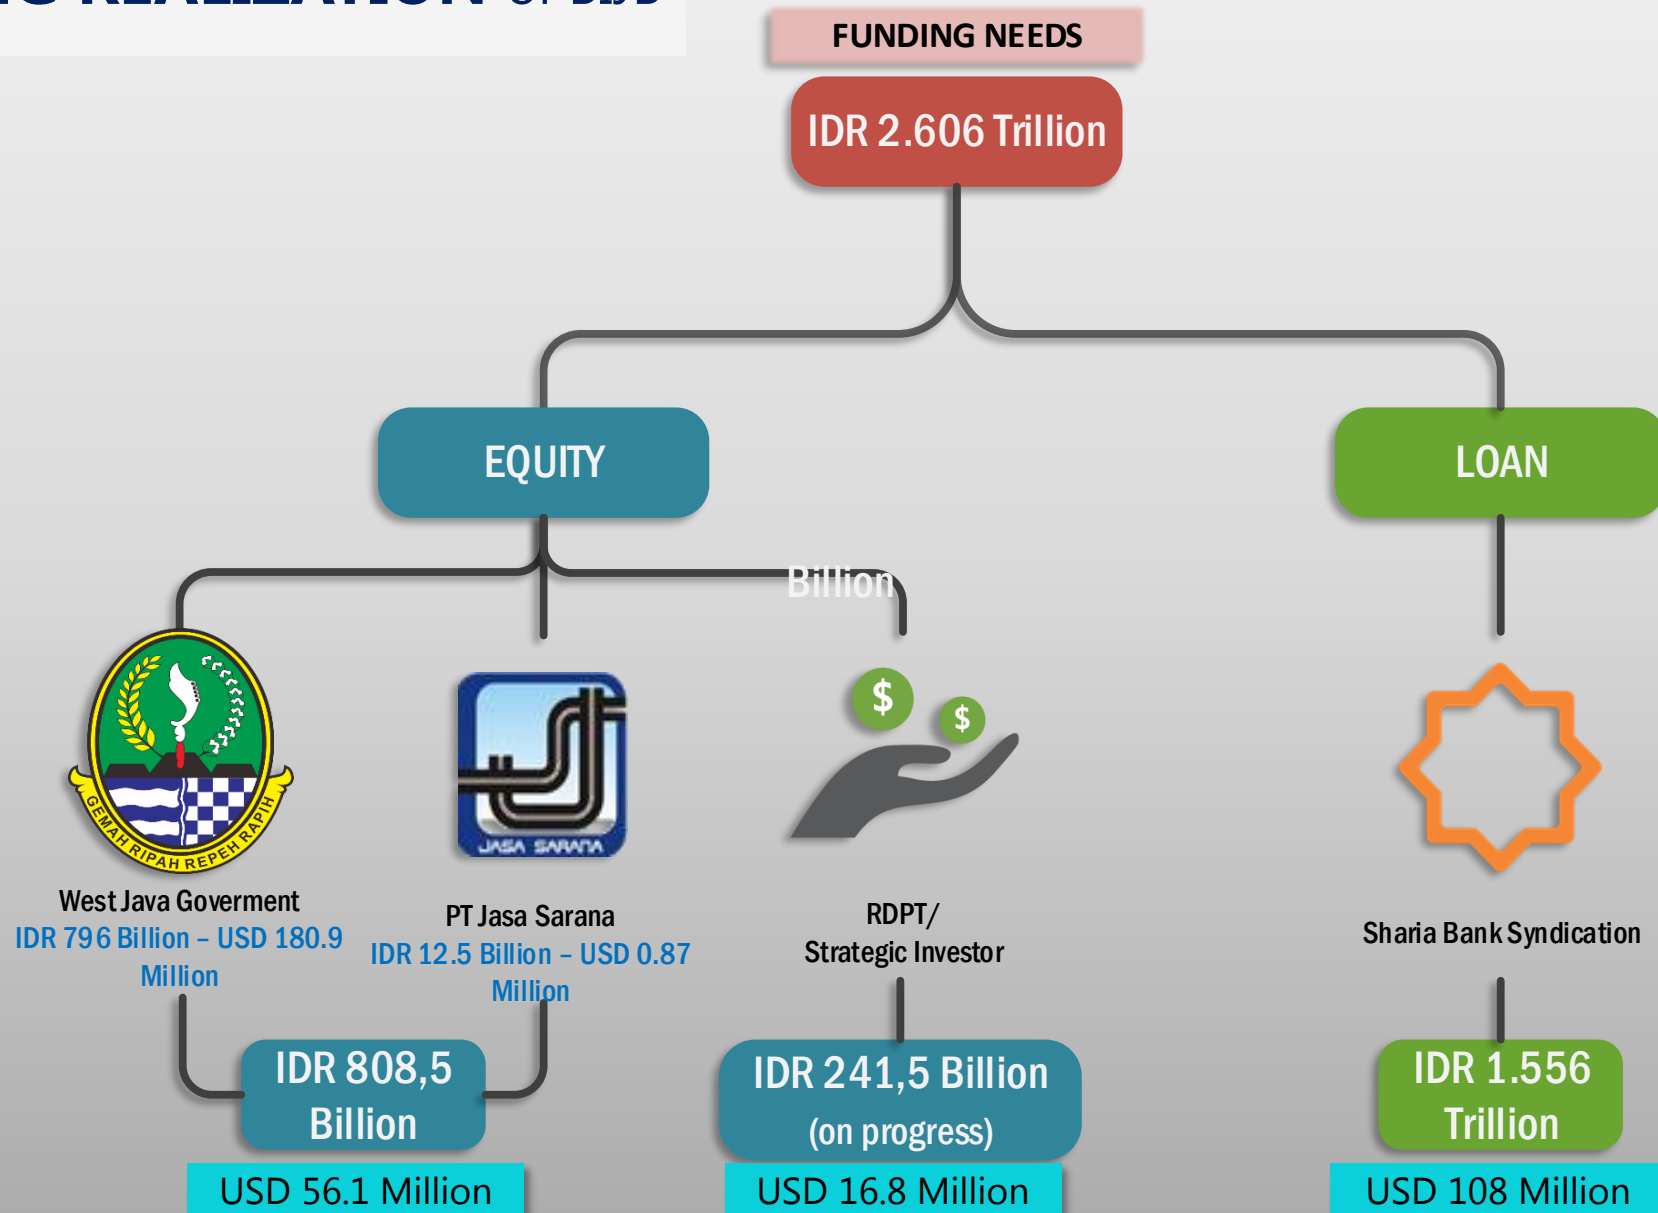 REALIZATION OF BIJB
FUNDING NEEDS
IDR 2.606 Trillion
EQUITY
LOAN
Billion
$
$
GEMAH RIPAH REPEH RAPIH
JASA SARANA
West Java Goverment
IDR 796 Billion – USD 180.9
Million
PT Jasa Sarana
IDR 12.5 Billion – USD 0.87
Million
RDPT/
Strategic Investor
Sharia Bank Syndication
IDR 808,5
Billion
IDR 241,5 Billion
(on progress)
IDR 1.556
Trillion
USD 56.1 Million
USD 16.8 Million
USD 108 Million